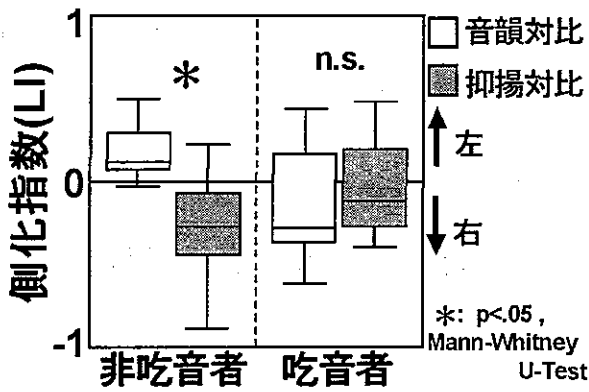 1
側化指数(LI)
0
-1
*
n.s.
非吃音者
吃音者
音韻対比
抑揚対比
左
右
*: p<.05 ,
Mann-Whitney
U-Test